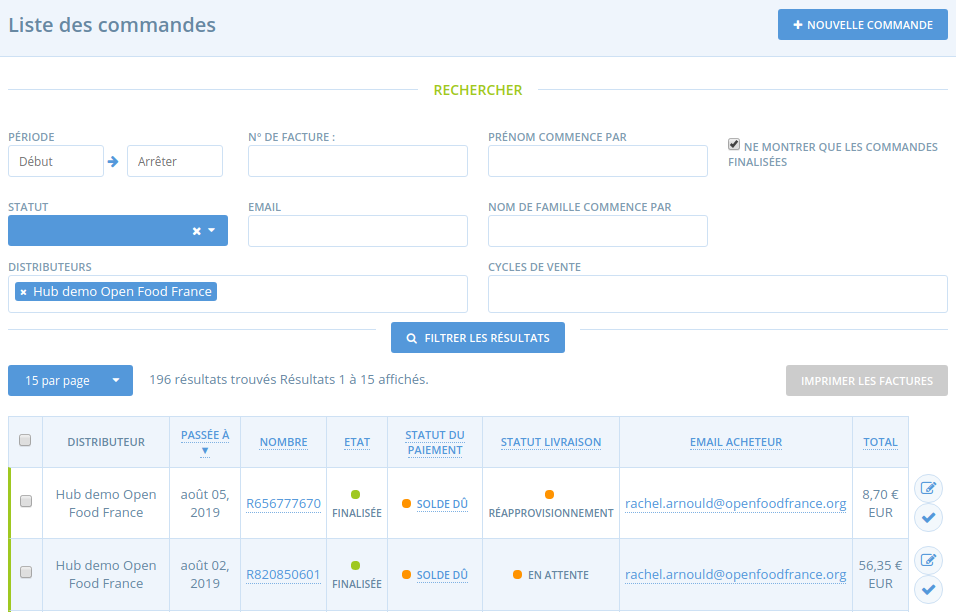 Liste des commandes
+ NOUVELLE COMMANDE
RECHERCHER
PÉRIODE
N° DE FACTURE :
PRÉNOM COMMENCE PAR
NE MONTRER QUE LES COMMANDES
FINALISÉES
Début
Arrêter
STATUT
EMAIL
NOM DE FAMILLE COMMENCE PAR
DISTRIBUTEURS
CYCLES DE VENTE
× Hub demo Open Food France
FILTRER LES RÉSULTATS
15 par page
196 résultats trouvés Résultats 1 à 15 affichés.
IMPRIMER LES FACTURES
DISTRIBUTEUR
PASSÉE À
▼
NOMBRE
ETAT
STATUT DU
PAIEMENT
STATUT LIVRAISON
EMAIL ACHETEUR
TOTAL
Hub demo Open
Food France
août 05,
2019
R656777670
FINALISÉE
SOLDE DÛ
RÉAPPROVISIONNEMENT
rachel.arnould@openfoodfrance.org
8,70 €
EUR
Hub demo Open
Food France
août 02,
2019
R820850601
FINALISÉE
SOLDE DÛ
EN ATTENTE
rachel.arnould@openfoodfrance.org
56,35 €
EUR